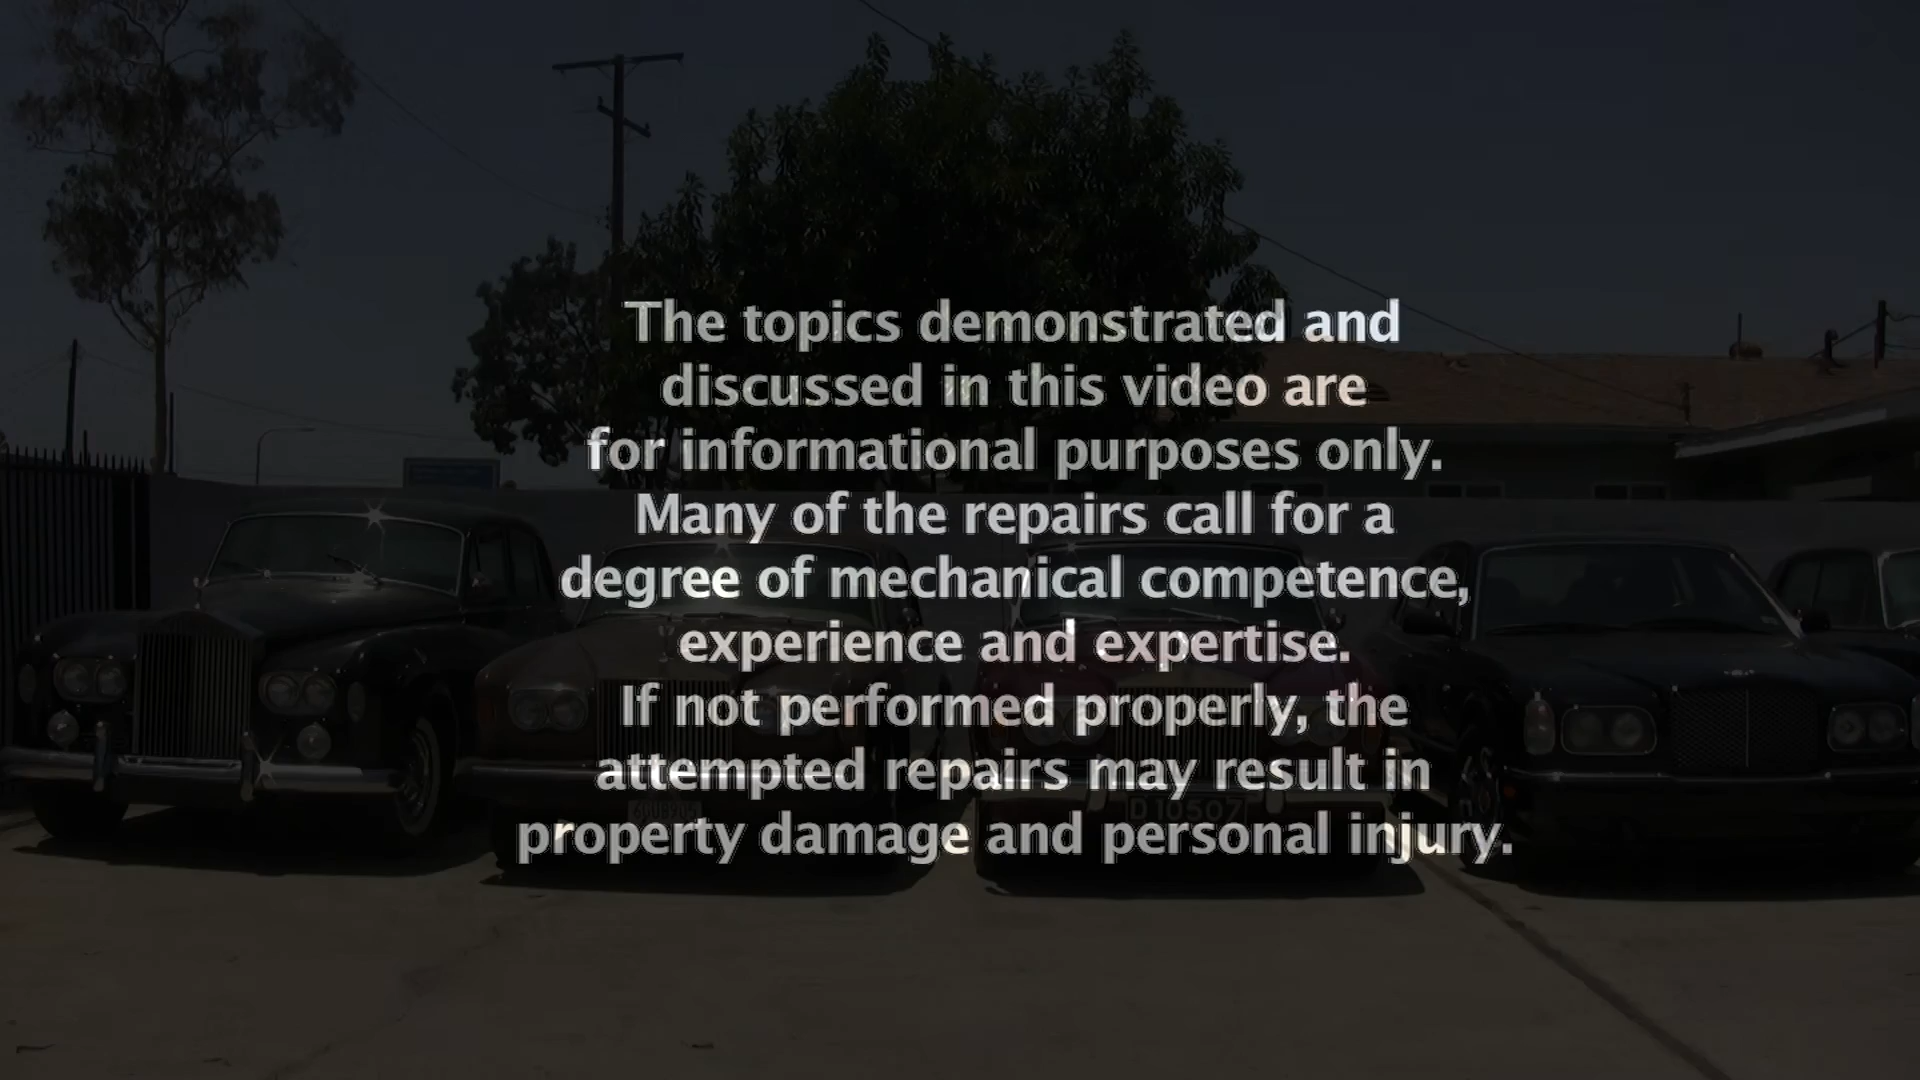 The topics demonstrated and
discussed in this video are
for informational purposes only.
Many of the repairs call for a
degree of mechanical competence,
experience and expertise.
If not performed properly, the
attempted repairs may result in
property damage and personal injury.
D 10507